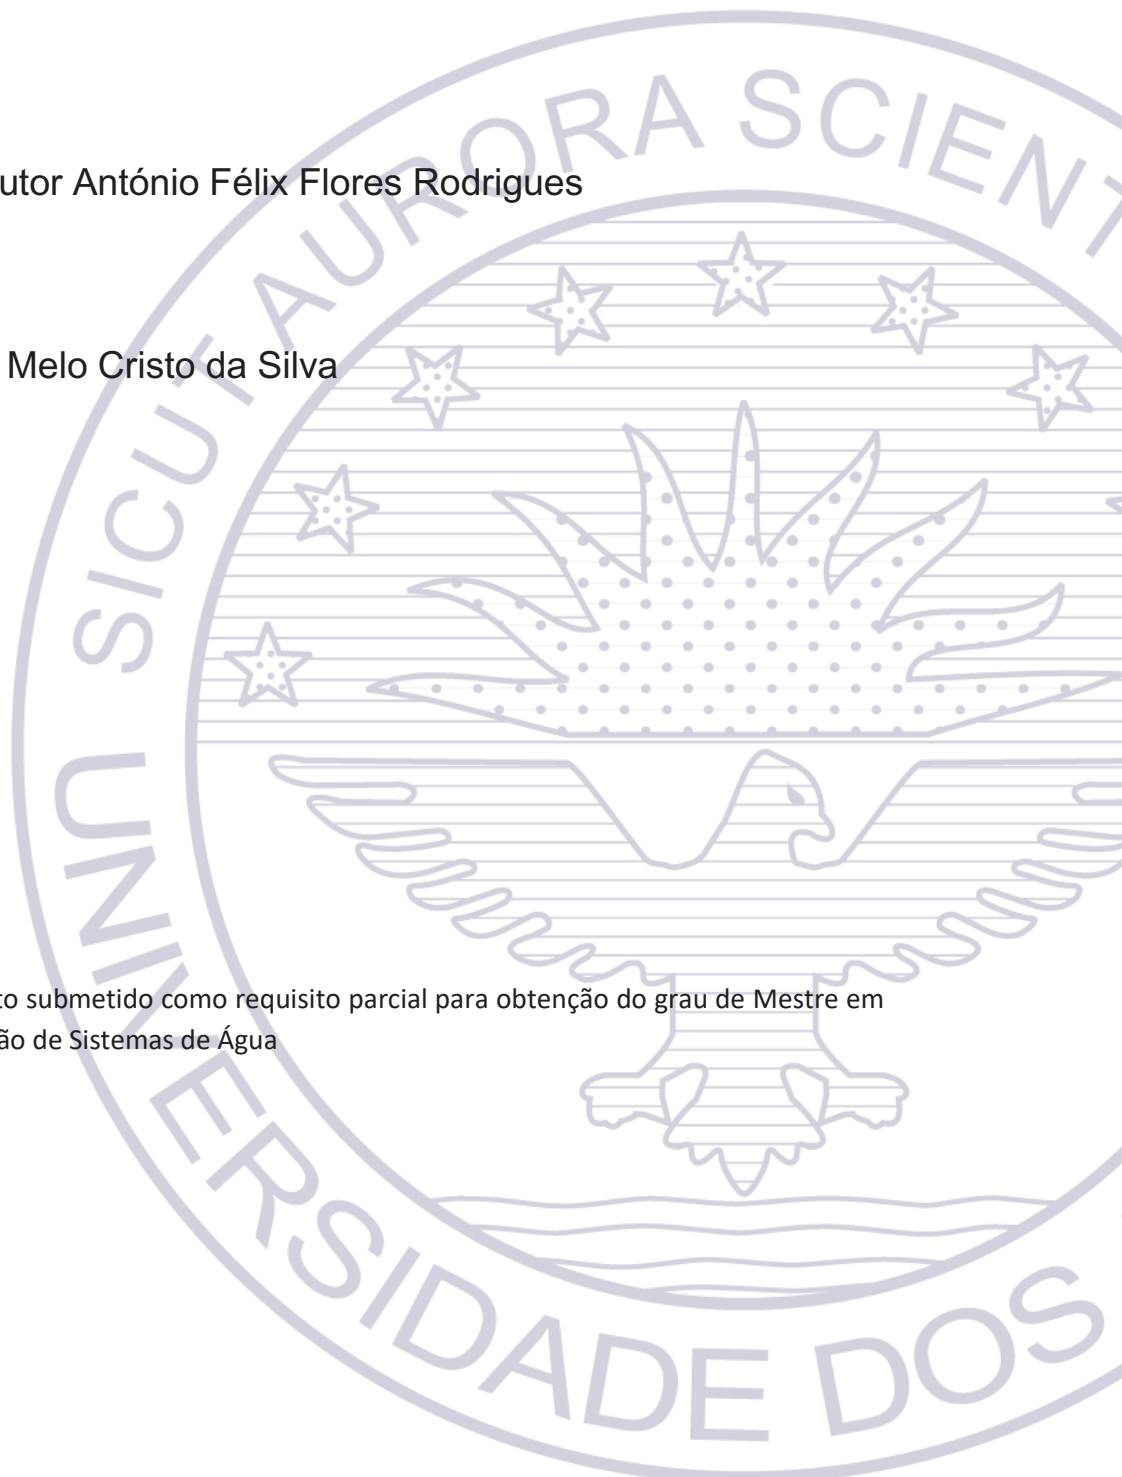 utor António Félix Flores Rodrigues
Melo Cristo da Silva
to submetido como requisito parcial para obtenção do grau de Mestre em
ão de Sistemas de Água
SICUT AURORA SCIENT
UNIVERSIDADE DOS